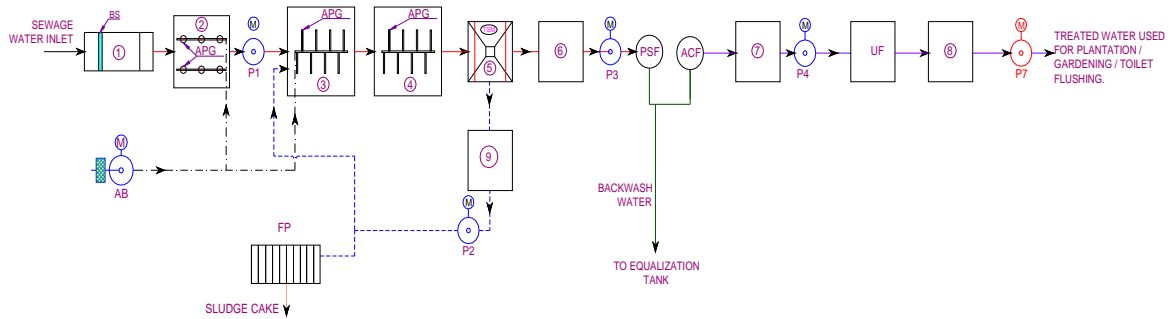 SEWAGE
WATER INLET
BS
1
2
APG
M
P1
APG
3
APG
4
TSM
5
6
M
P3
PSF
ACF
7
M
P4
UF
8
M
P7
TREATED WATER USED
FOR PLANTATION /
GARDENING / TOILET
FLUSHING.
M
AB
9
M
P2
FP
SLUDGE CAKE
BACKWASH
WATER
TO EQUALIZATION
TANK